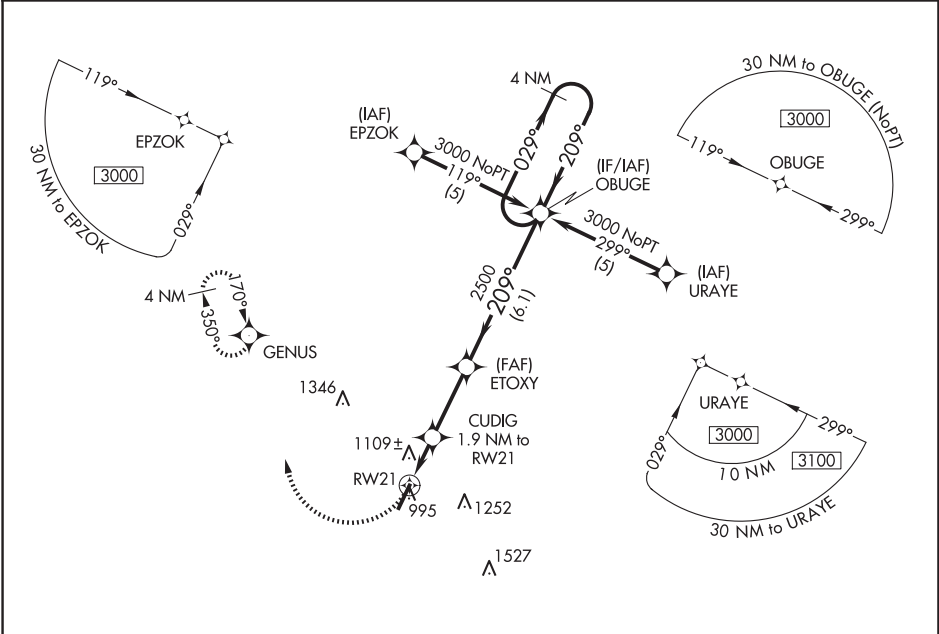 119°
EPZOK
3000
029°
30 NM to EPZOK
4 NM
(IAF)
EPZOK
3000 NoPT
119°
(5)
029°
209°
(IF/IAF)
OBUGE
3000 NoPT
299°
(5)
(IAF)
URAYE
30 NM to OBUGE (NoPT)
3000
119°
OBUGE
299°
4 NM
170°
350°
GENUS
2500
209°
(6.1)
(FAF)
ETOXY
1346
CUDIG
1.9 NM to
RW21
1109±
RW21
995
1252
1527
URAYE
3000
299°
029°
10 NM
3100
30 NM to URAYE